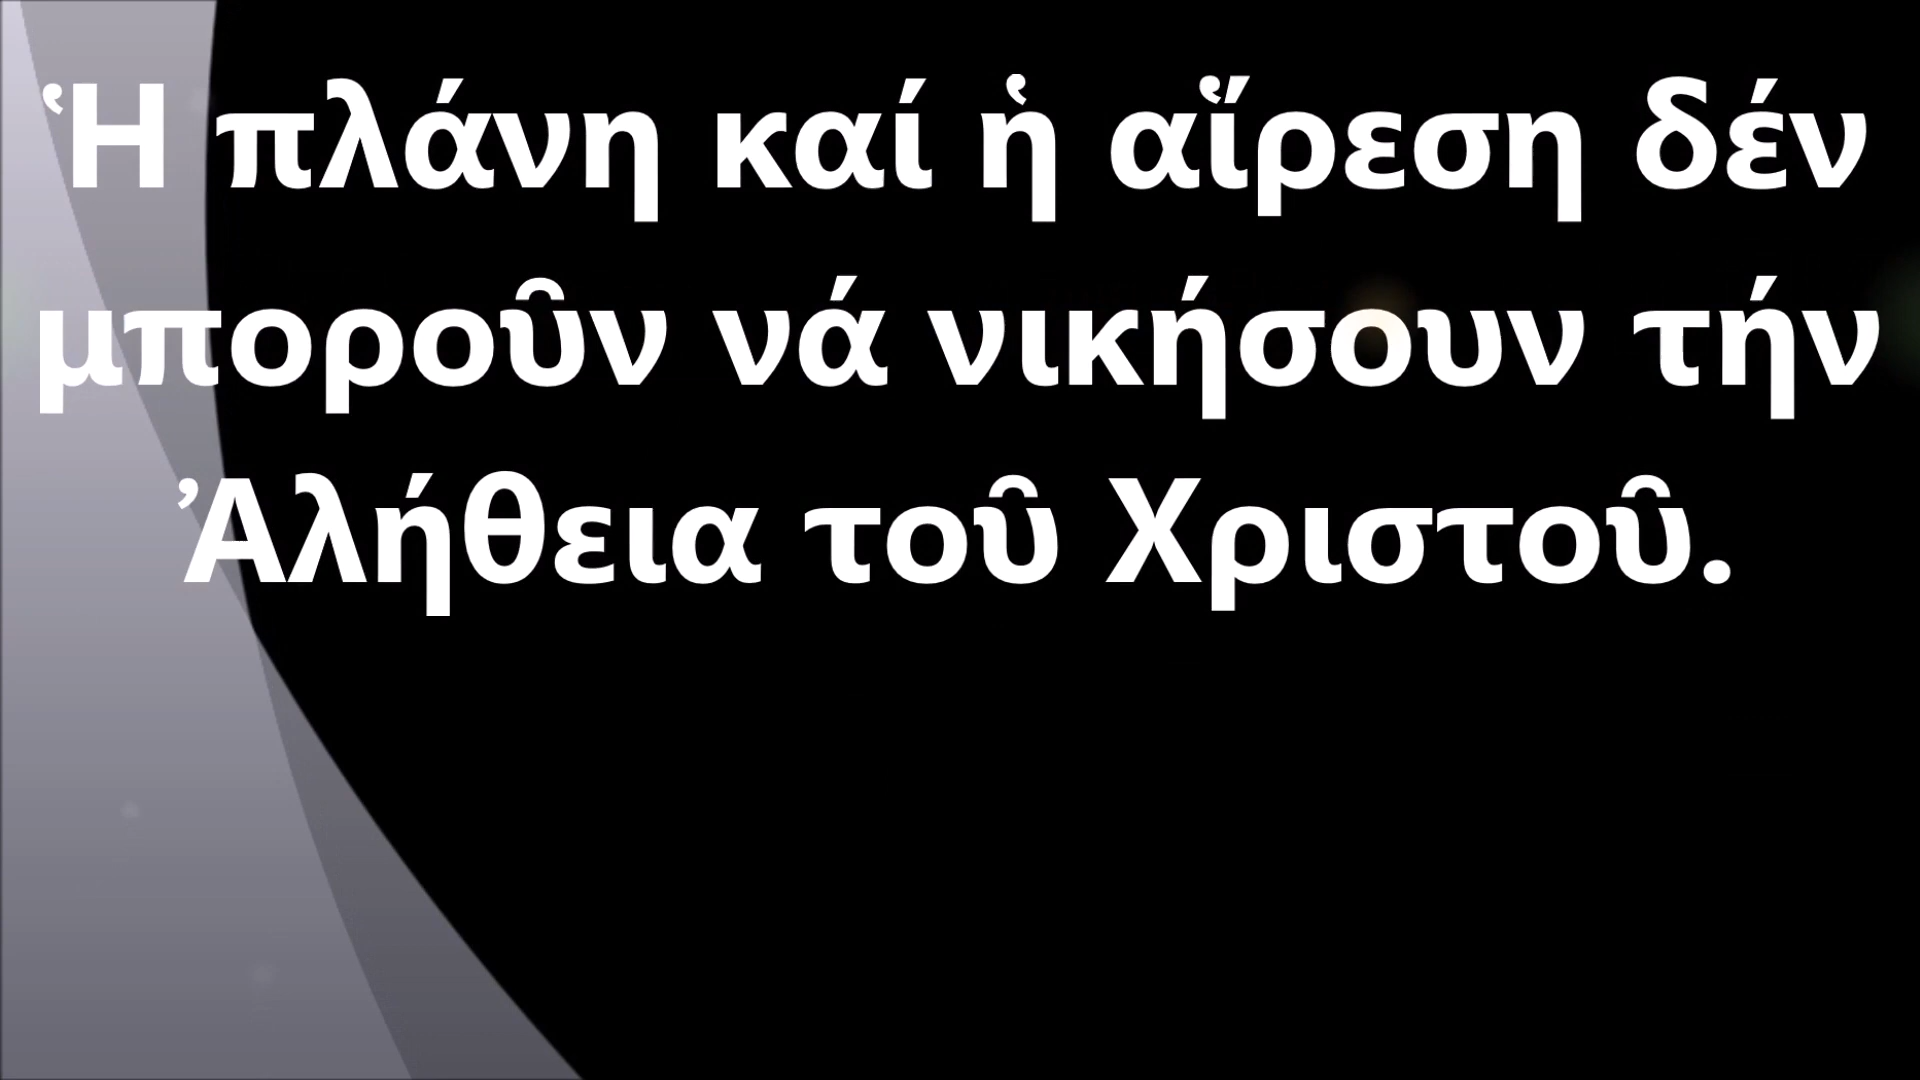 Ἡ πλάνη καί ἡ αἵρεση δέν
μποροῦν νά νικήσουν τήν
Ἀλήθεια τοῦ Χριστοῦ.